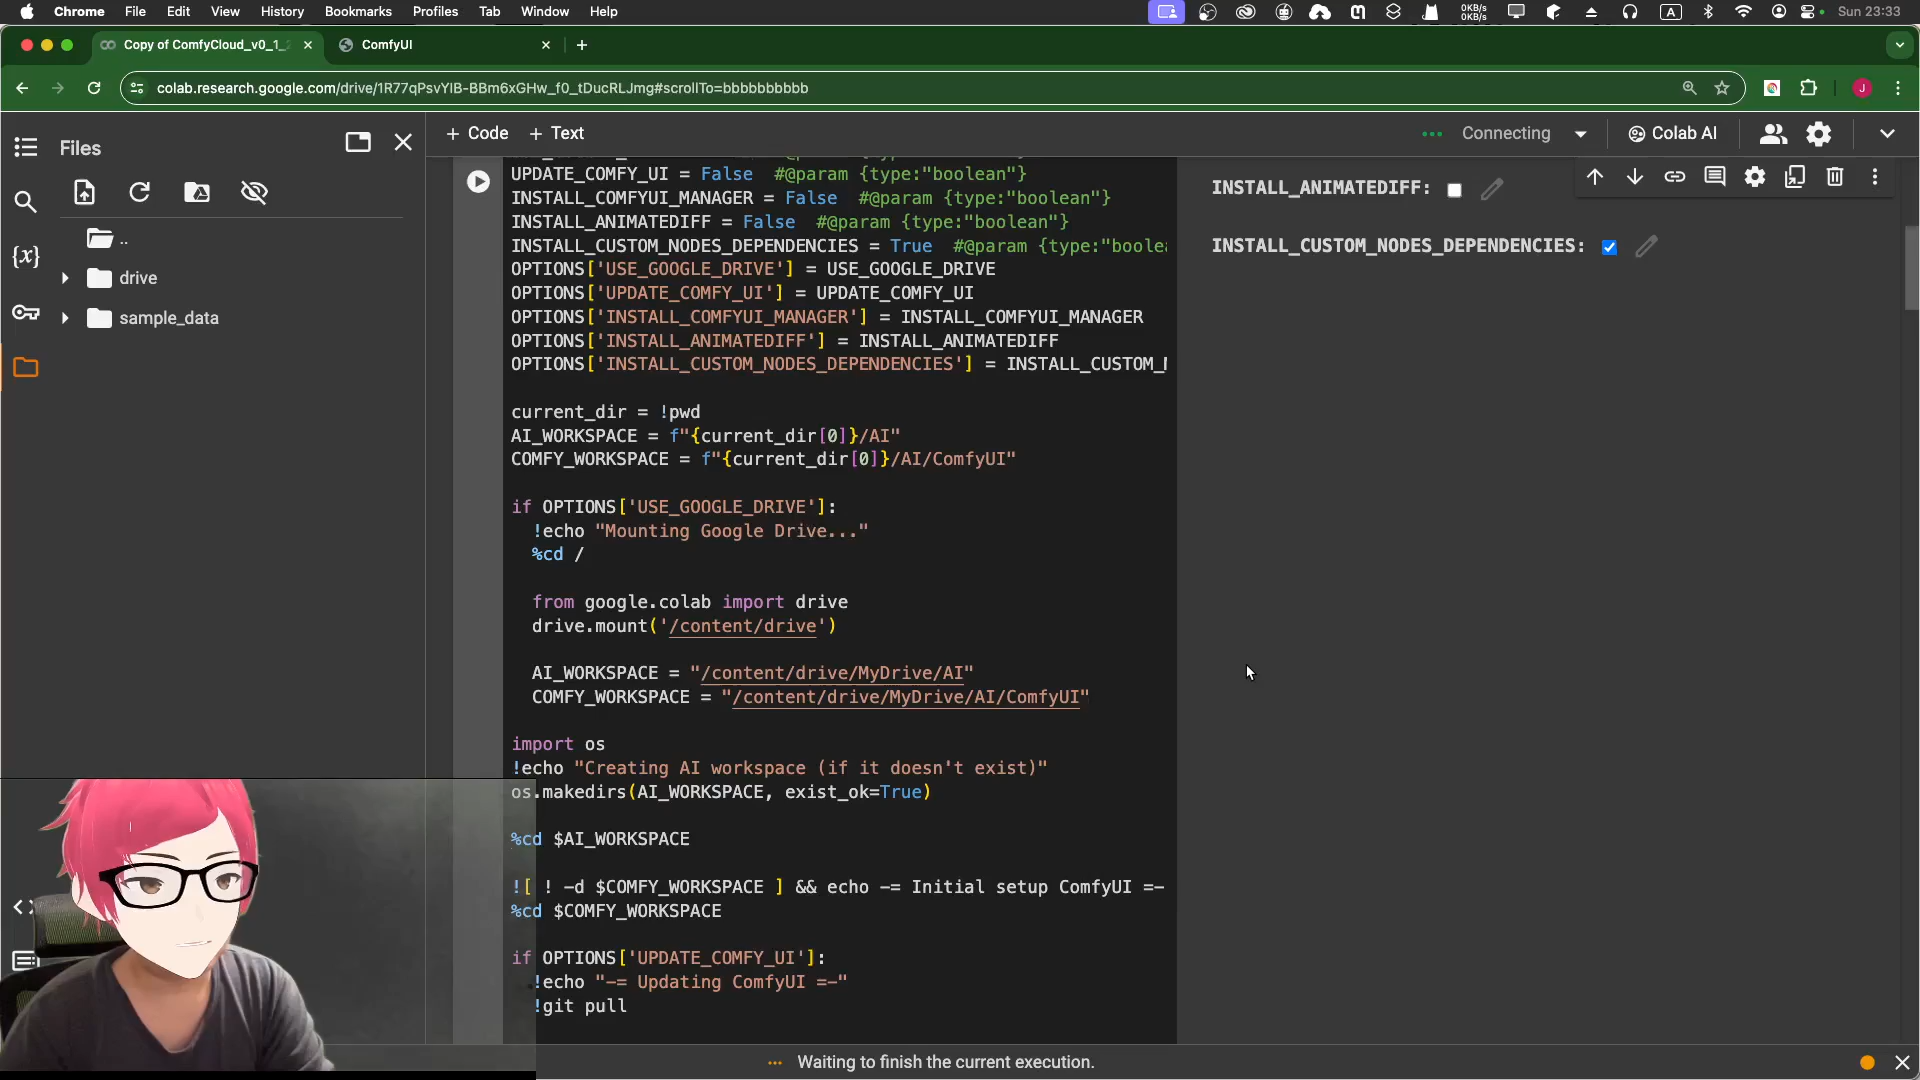 Chrome File Edit View History Bookmarks Profiles Tab Window Help
0KB/s
0KB/s
A
Sun 23:33
Copy of ComfyCloud_v0_1_
ComfyUI
colab.research.google.com/drive/1R77qPsvYIB-BBm6xGHw_f0_tDucRLJmg#scrollTo=bbbbbbbbbb
J
Files
+ Code + Text
Connecting
Colab AI
..
drive
sample_data
{x}
UPDATE_COMFY_UI = False #@param {type:"boolean"}
INSTALL_COMFYUI_MANAGER = False #@param {type:"boolean"}
INSTALL_ANIMATEDIFF = False #@param {type:"boolean"}
INSTALL_CUSTOM_NODES_DEPENDENCIES = True #@param {type:"boolea
OPTIONS['USE_GOOGLE_DRIVE'] = USE_GOOGLE_DRIVE
OPTIONS['UPDATE_COMFY_UI'] = UPDATE_COMFY_UI
OPTIONS['INSTALL_COMFYUI_MANAGER'] = INSTALL_COMFYUI_MANAGER
OPTIONS['INSTALL_ANIMATEDIFF'] = INSTALL_ANIMATEDIFF
OPTIONS['INSTALL_CUSTOM_NODES_DEPENDENCIES'] = INSTALL_CUSTOM_N
current_dir = !pwd
AI_WORKSPACE = f"{current_dir[0]}/AI"
COMFY_WORKSPACE = f"{current_dir[0]}/AI/ComfyUI"
if OPTIONS['USE_GOOGLE_DRIVE']:
!echo "Mounting Google Drive..."
%cd /
from google.colab import drive
drive.mount('/content/drive')
AI_WORKSPACE = "/content/drive/MyDrive/AI"
COMFY_WORKSPACE = "/content/drive/MyDrive/AI/ComfyUI"
import os
!echo "Creating AI workspace (if it doesn't exist)"
os.makedirs(AI_WORKSPACE, exist_ok=True)
%cd $AI_WORKSPACE
![ ! -d $COMFY_WORKSPACE ] && echo -= Initial setup ComfyUI =-
%cd $COMFY_WORKSPACE
if OPTIONS['UPDATE_COMFY_UI']:
!echo "-= Updating ComfyUI =-"
!git pull
INSTALL_ANIMATEDIFF:
INSTALL_CUSTOM_NODES_DEPENDENCIES:
Waiting to finish the current execution.